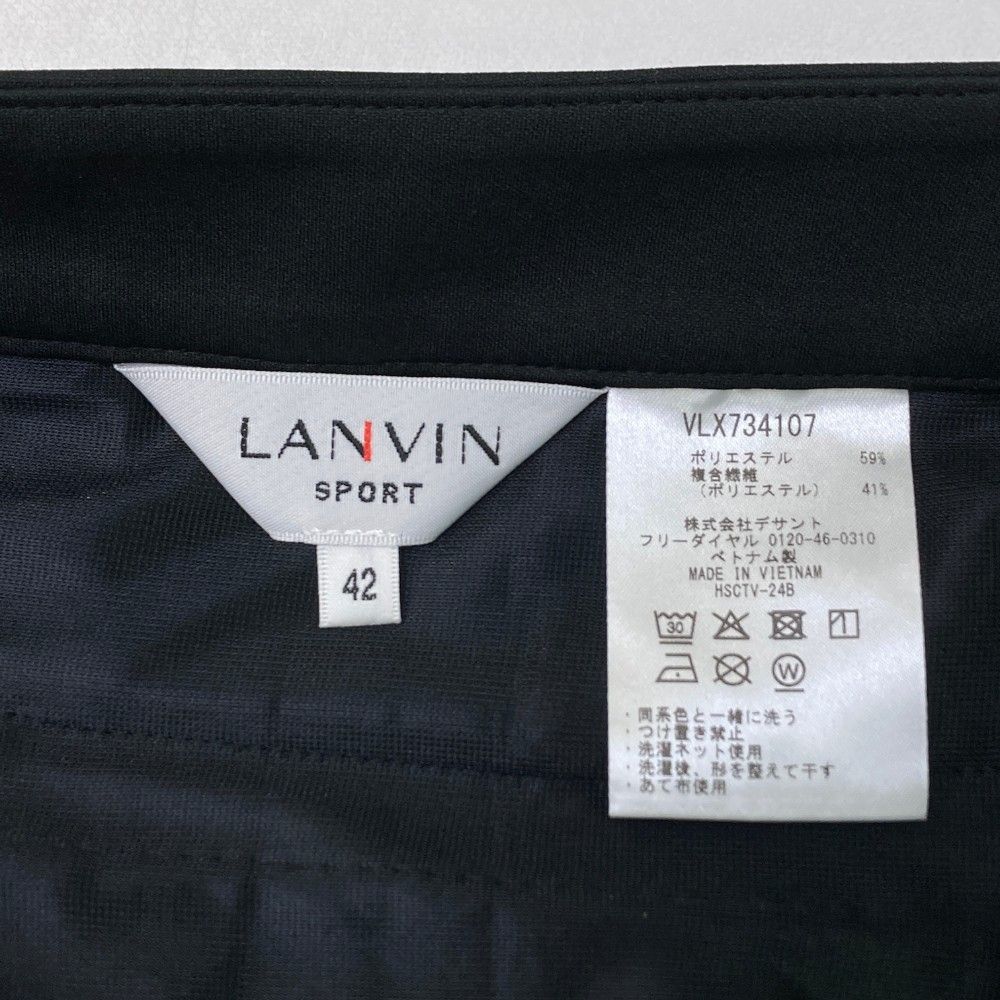 LANVIN
SPORT
42
VLX734107
ポリエステル 59%
複合繊維
(ポリエステル) 41%
株式会社デサント
フリーダイヤル 0120-46-0310
ベトナム製
MADE IN VIETNAM
HSCTV-24B
30
W
・同系色と一緒に洗う
・つけ置き禁止
・洗濯ネット使用
・洗濯後、形を整えて干す
・あて布使用